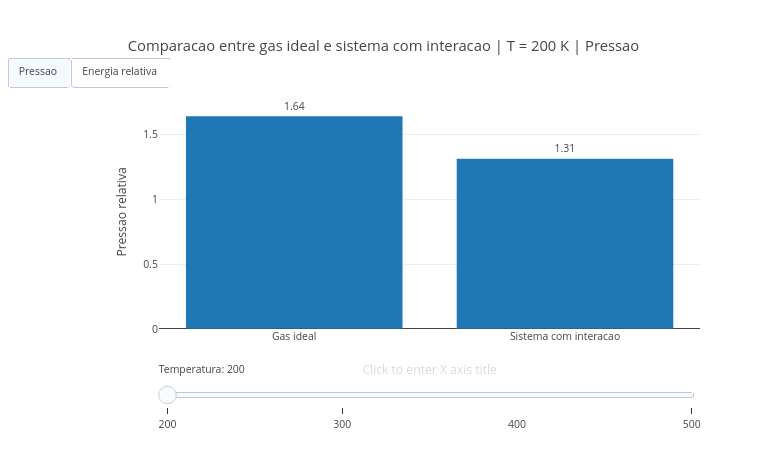 Comparacao entre gas ideal e sistema com interacao | T = 200 K | Pressao
Pressao
Energia relativa
1.64
1.31
1.5
1
0.5
0
Pressao relativa
Gas ideal
Sistema com interacao
Temperatura: 200
Click to enter X axis title
200
300
400
500